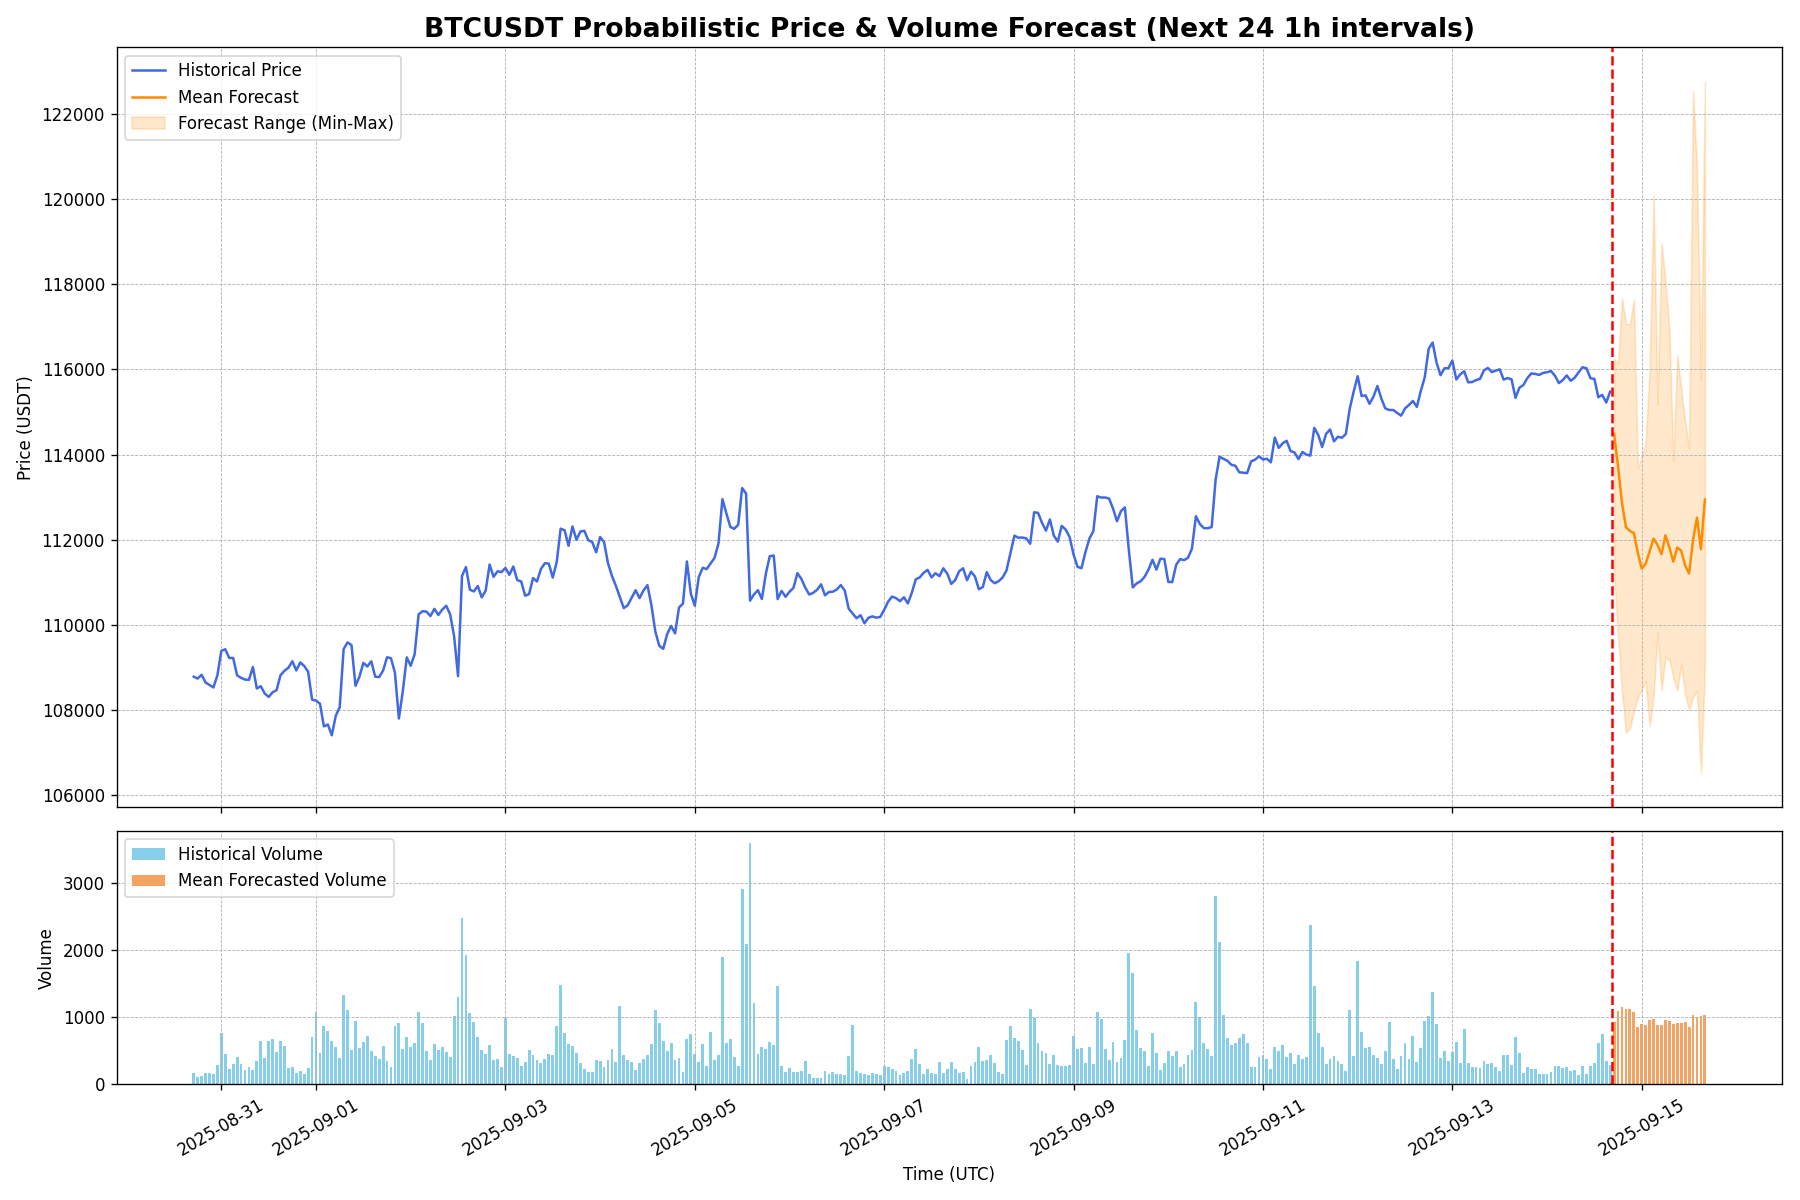 BTCUSDT Probabilistic Price & Volume Forecast (Next 24 1h intervals)
Historical Price
Mean Forecast
Forecast Range (Min-Max)
122000
120000
118000
116000
114000
112000
110000
108000
106000
Price (USDT)
Historical Volume
Mean Forecasted Volume
3000
2000
1000
0
Volume
2025-08-31
2025-09-01
2025-09-03
2025-09-05
2025-09-07
2025-09-09
2025-09-11
2025-09-13
2025-09-15
Time (UTC)